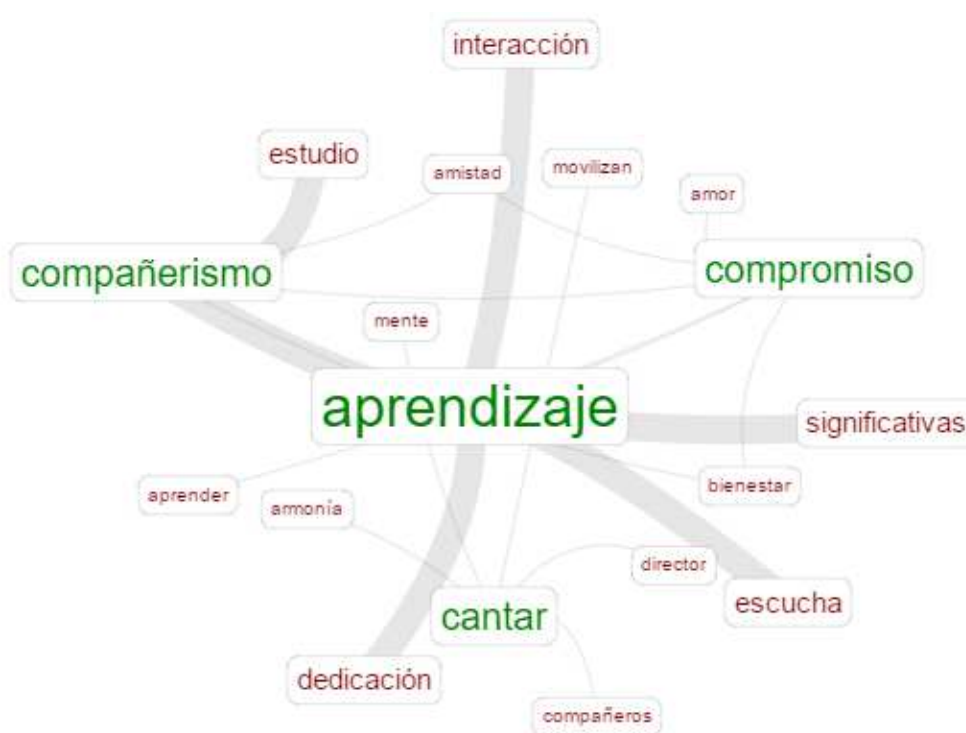 interacción
estudio
amistad
movilizan
amor
compañerismo
compromiso
mente
aprendizaje
significativas
aprender
armonía
bienestar
director
escucha
cantar
dedicación
compañeros